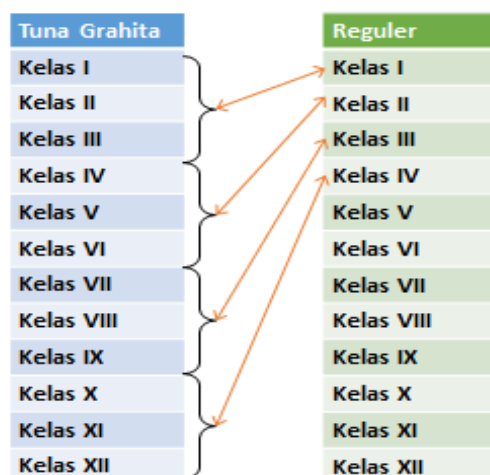 Tuna Grahita
Kelas I
Kelas II
Kelas III
Kelas IV
Kelas V
Kelas VI
Kelas VII
Kelas VIII
Kelas IX
Kelas X
Kelas XI
Kelas XII
Reguler
Kelas I
Kelas II
Kelas III
Kelas IV
Kelas V
Kelas VI
Kelas VII
Kelas VIII
Kelas IX
Kelas X
Kelas XI
Kelas XII